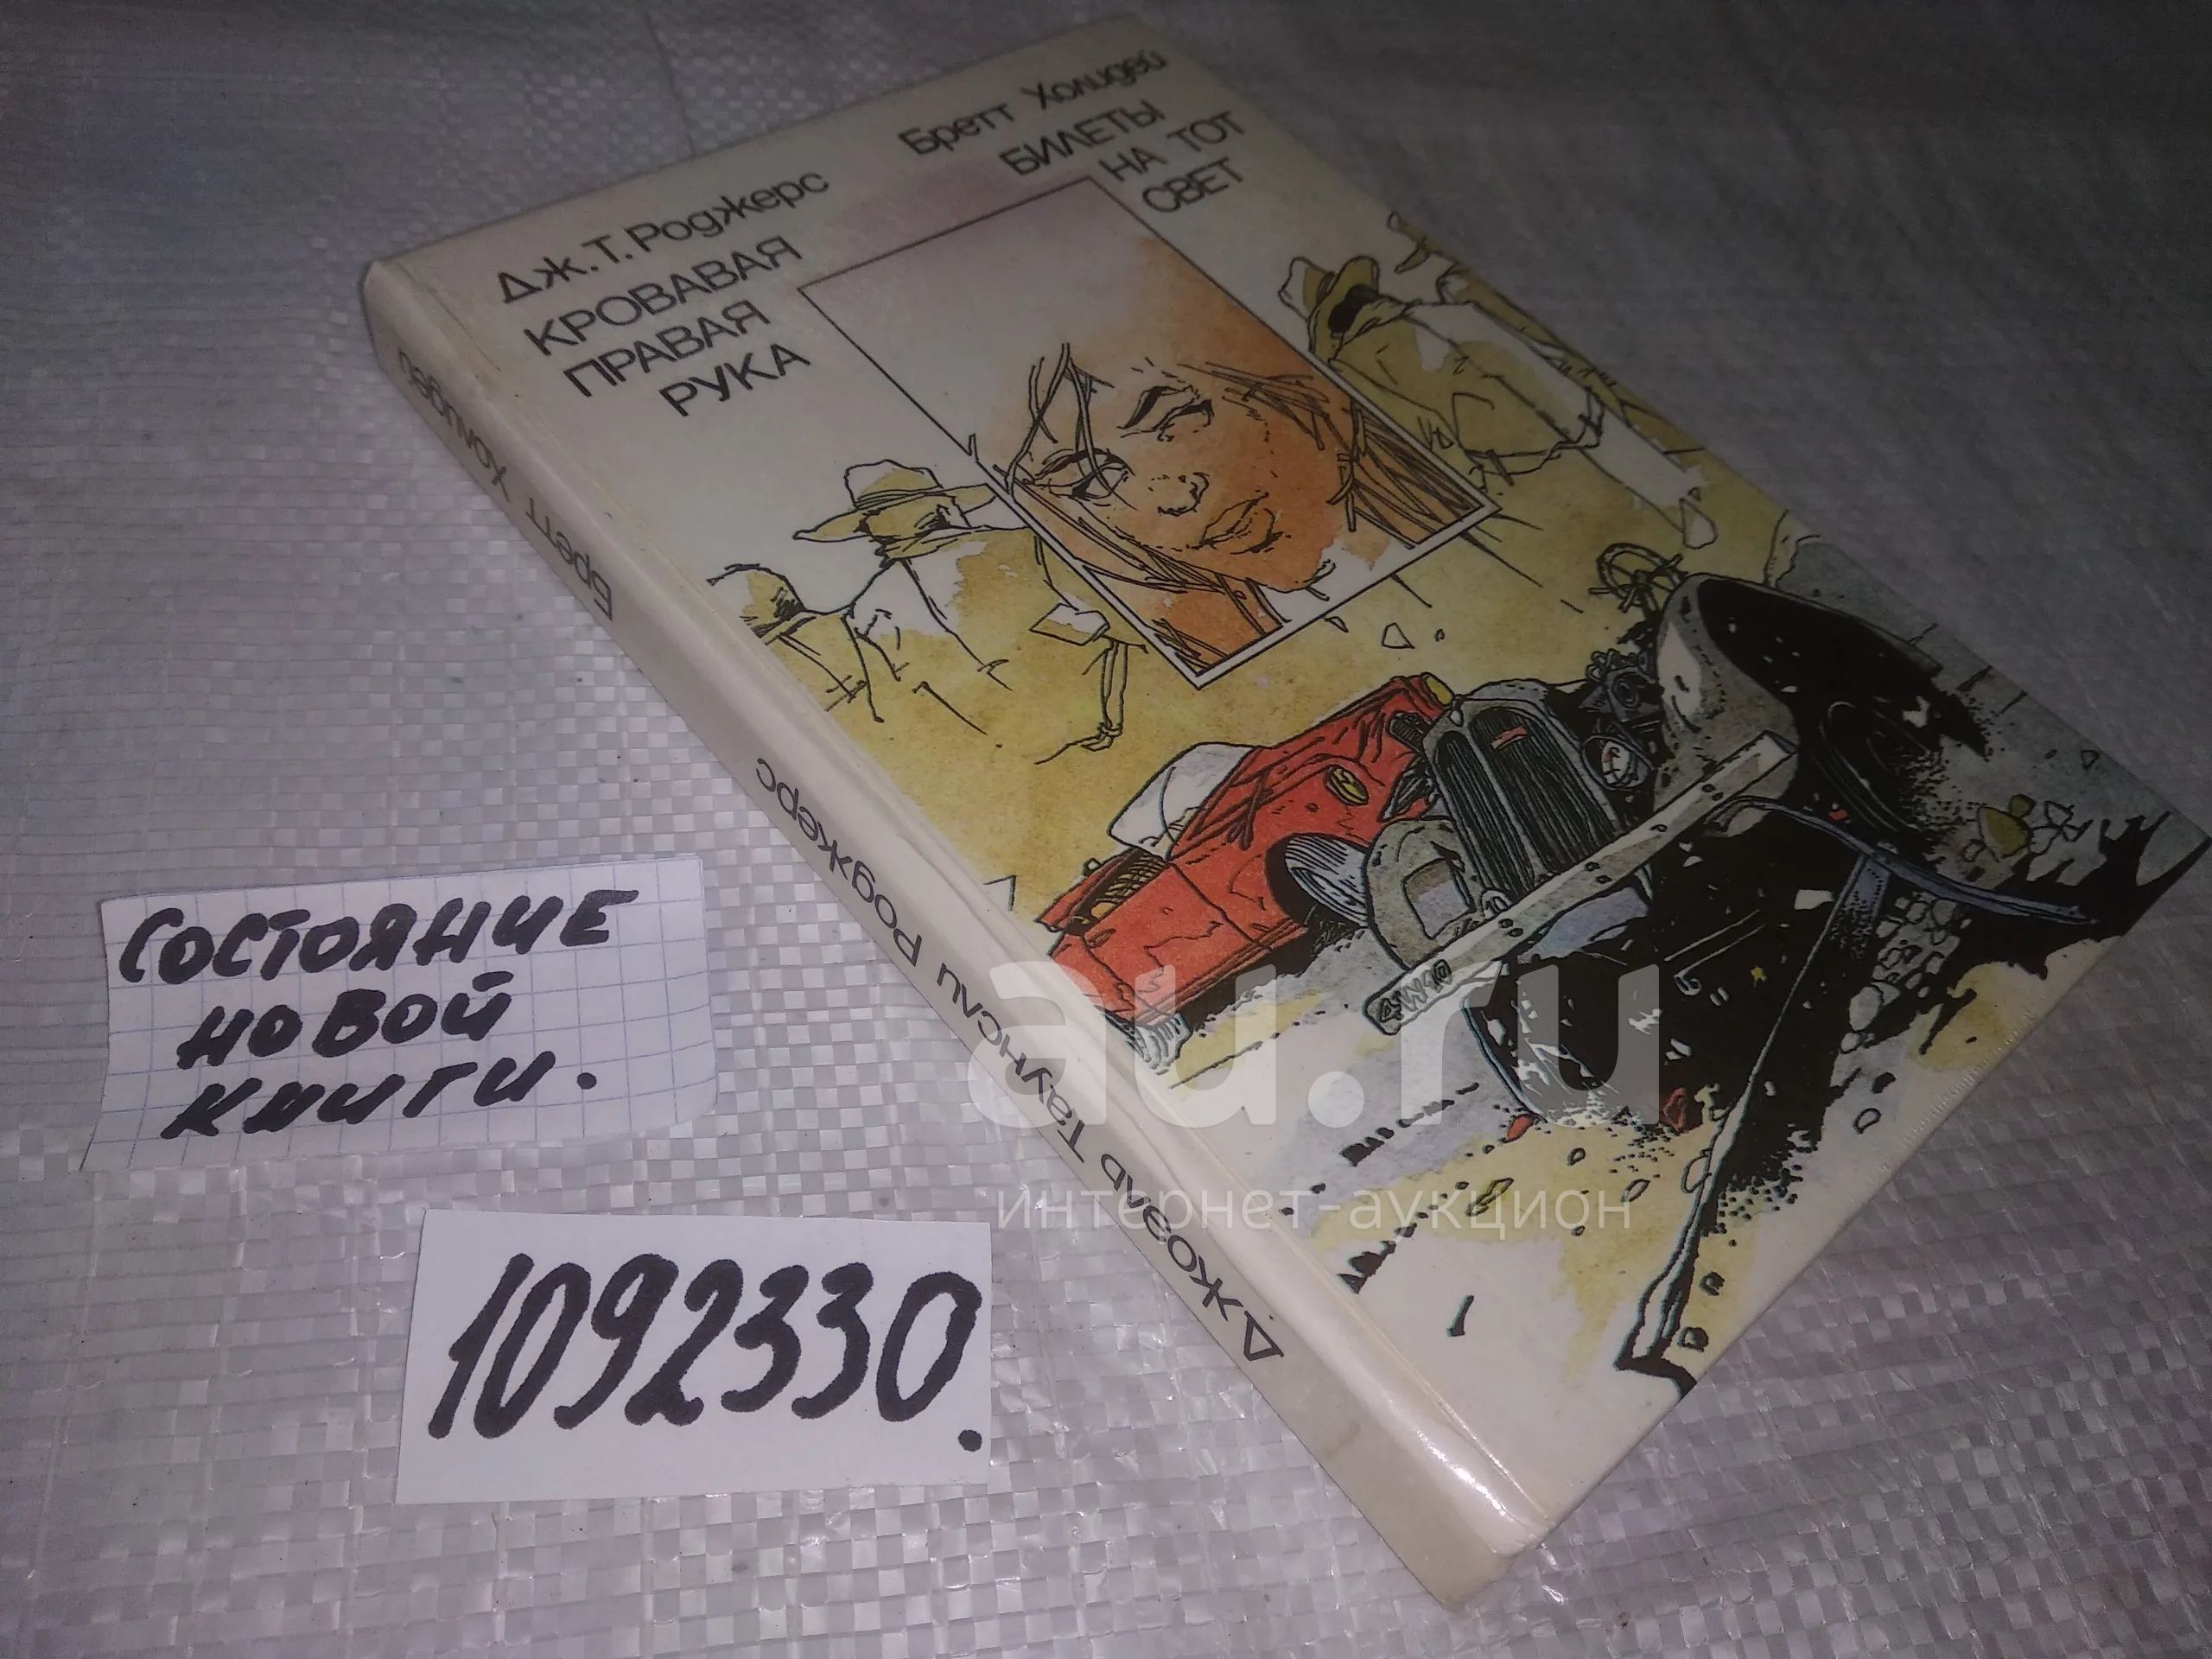 Дж. Т. Роджерс
КРОВАВАЯ
ПРАВАЯ
РУКА
Бретт Холидей
БИЛЕТЫ
НА ТОТ
СВЕТ
Джоэль Таунсли Роджерс
Бретт Холидей
СОСТОЯНИЕ
НОВОЙ
КНИГИ.
1092330.
au.ru
интернет-аукцион